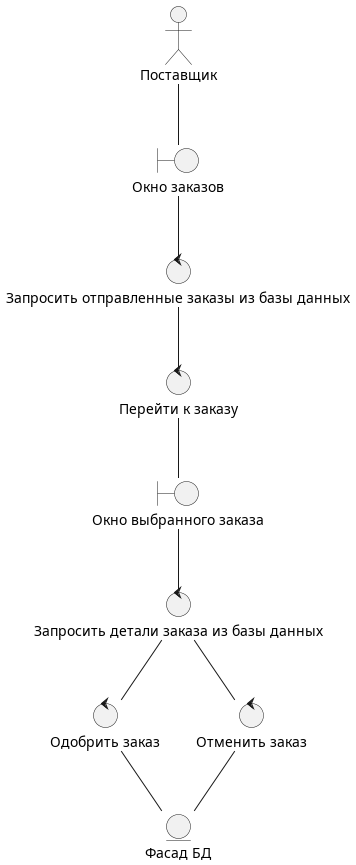 Поставщик
Окно заказов
Запросить отправленные заказы из базы данных
Перейти к заказу
Окно выбранного заказа
Запросить детали заказа из базы данных
Одобрить заказ
Отменить заказ
Фасад БД